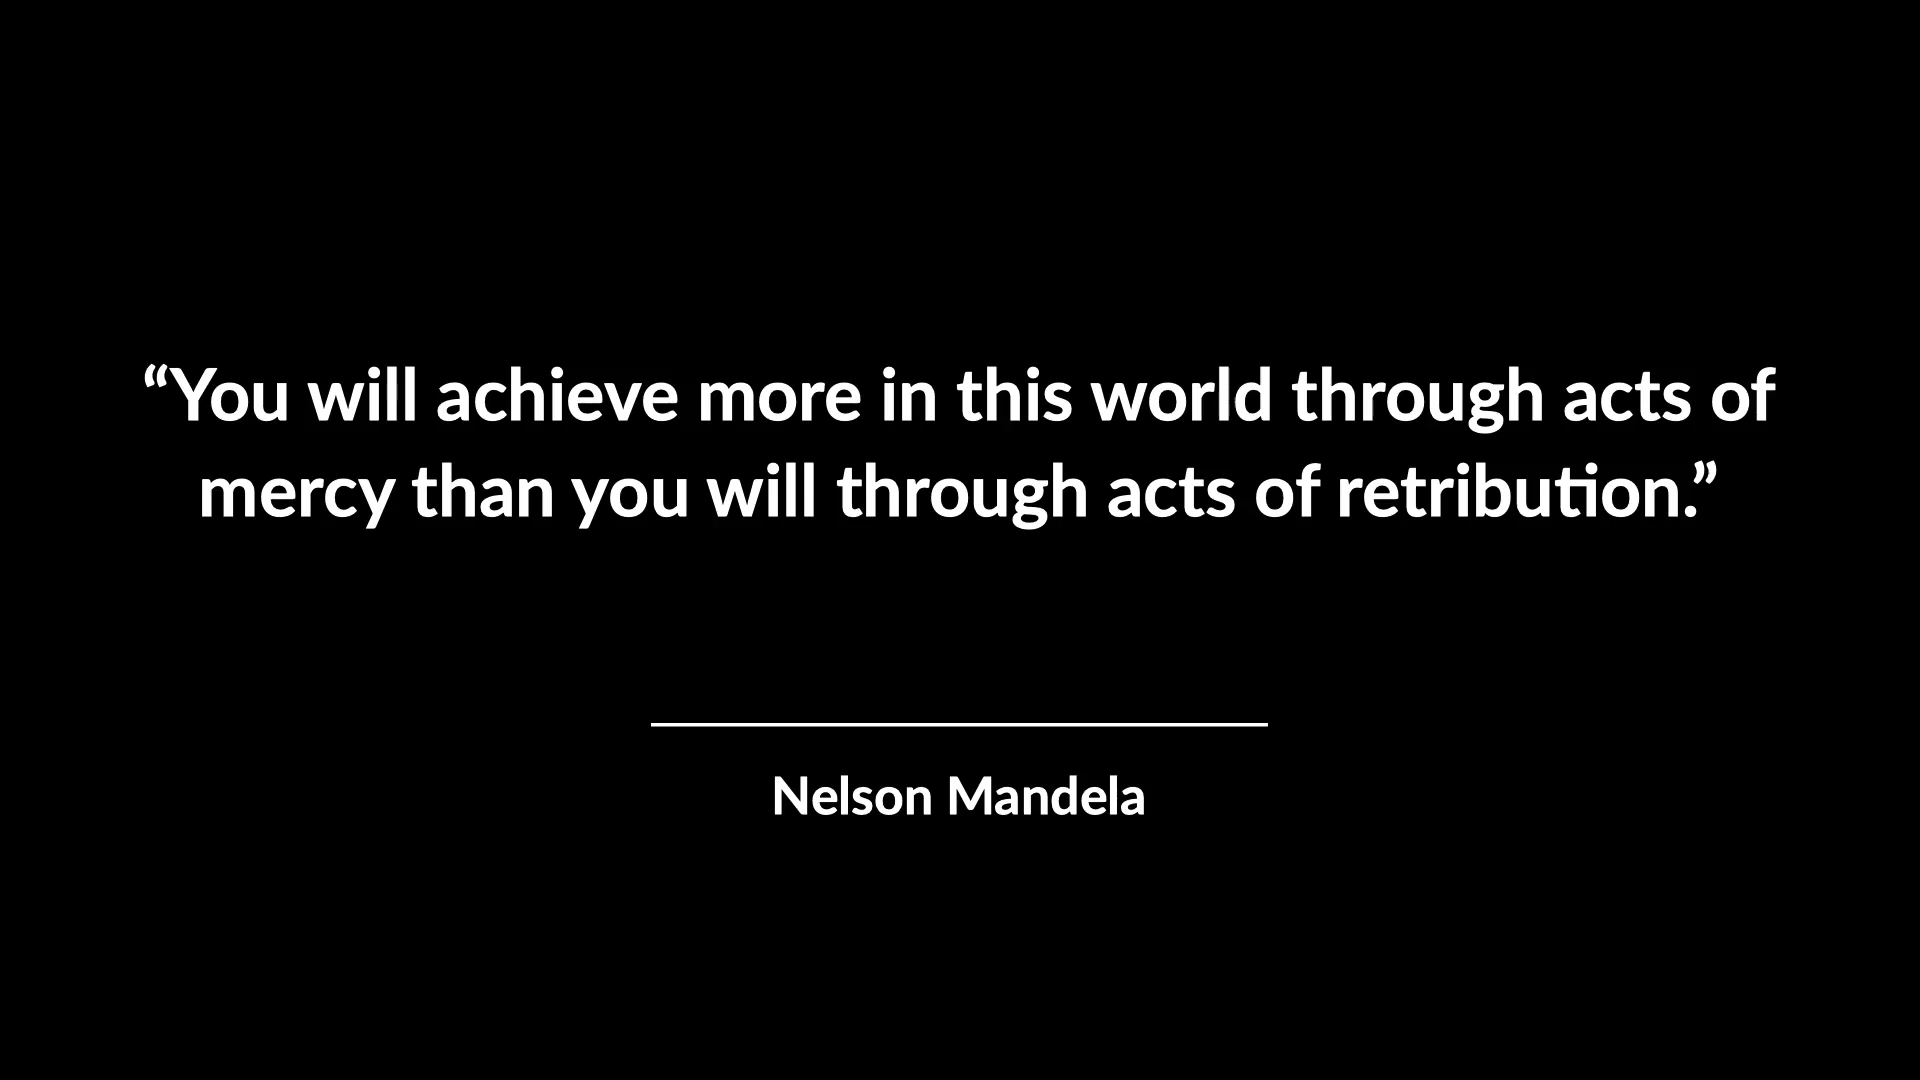 “You will achieve more in this world through acts of
mercy than you will through acts of retribution.”
Nelson Mandela